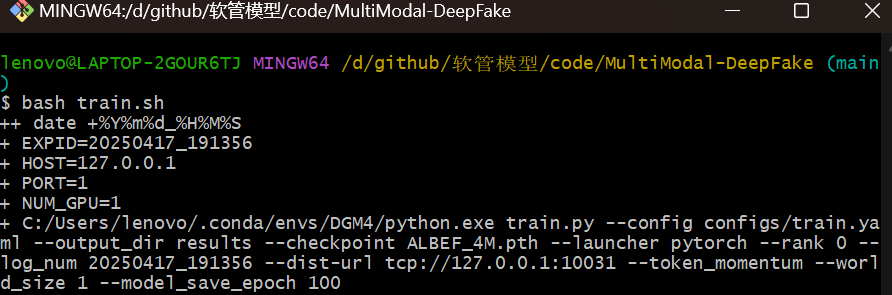 MINGW64:/d/github/软管模型/code/MultiModal-DeepFake
lenovo@LAPTOP-2GOUR6TJ MINGW64 /d/github/软管模型/code/MultiModal-DeepFake (main
)
$ bash train.sh
++ date +%Y%m%d_%H%M%S
+ EXPID=20250417_191356
+ HOST=127.0.0.1
+ PORT=1
+ NUM_GPU=1
+ C:/Users/lenovo/.conda/envs/DGM4/python.exe train.py --config configs/train.ya
ml --output_dir results --checkpoint ALBEF_4M.pth --launcher pytorch --rank 0 --
log_num 20250417_191356 --dist-url tcp://127.0.0.1:10031 --token_momentum --worl
d_size 1 --model_save_epoch 100